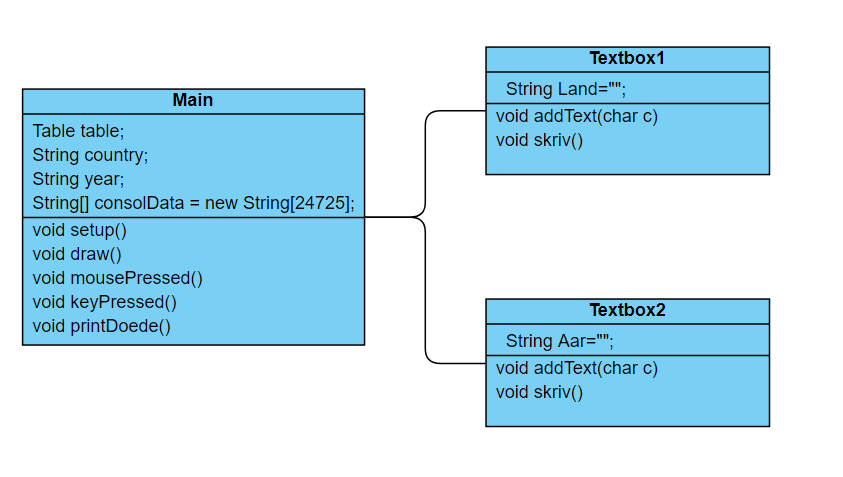 Main
Table table;
String country;
String year;
String[] consolData = new String[24725];
void setup()
void draw()
void mousePressed()
void keyPressed()
void printDoede()
Textbox1
String Land="";
void addText(char c)
void skriv()
Textbox2
String Aar="";
void addText(char c)
void skriv()